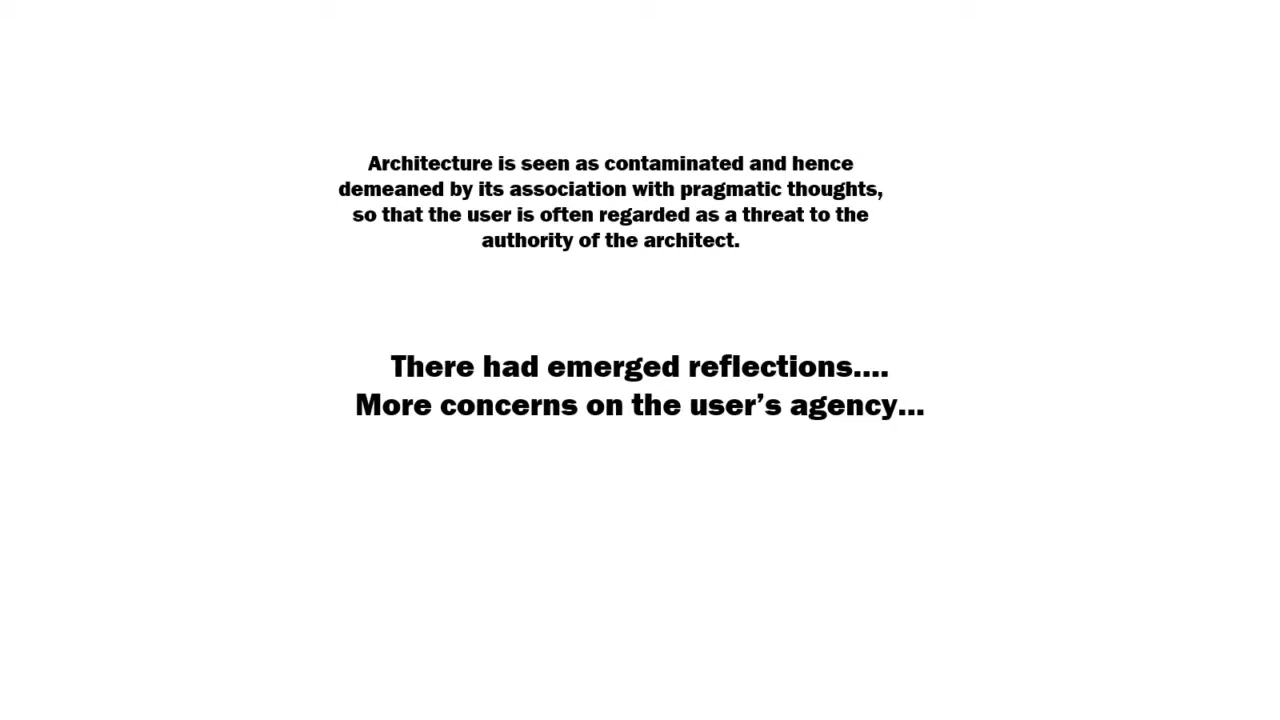 Architecture is seen as contaminated and hence
demeaned by its association with pragmatic thoughts,
so that the user is often regarded as a threat to the
authority of the architect.
There had emerged reflections....
More concerns on the user’s agency...